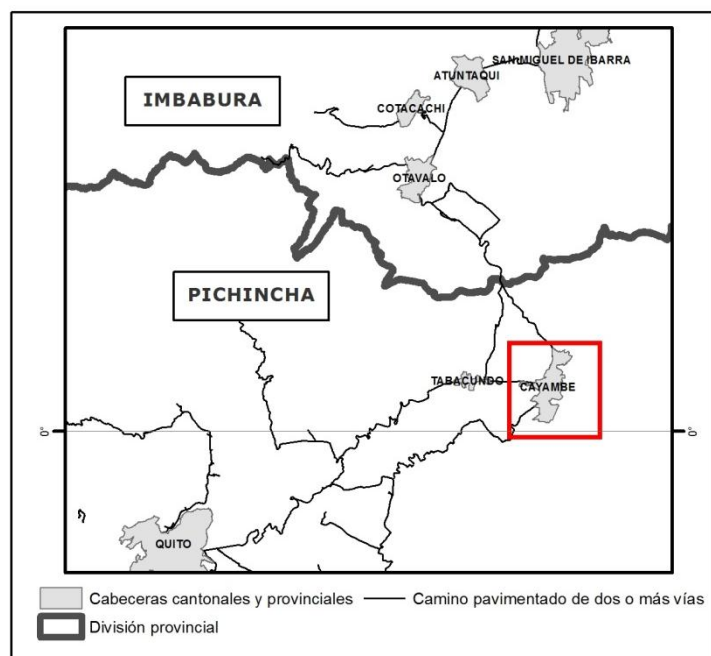 SAN MIGUEL DE IBARRA
ATUNTAQUI
IMBABURA
COTACACHI
OTAVALO
PICHINCHA
TABACUNDO
CAYAMBE
0°
0°
QUITO
Cabeceras cantonales y provinciales
Camino pavimentado de dos o más vías
División provincial